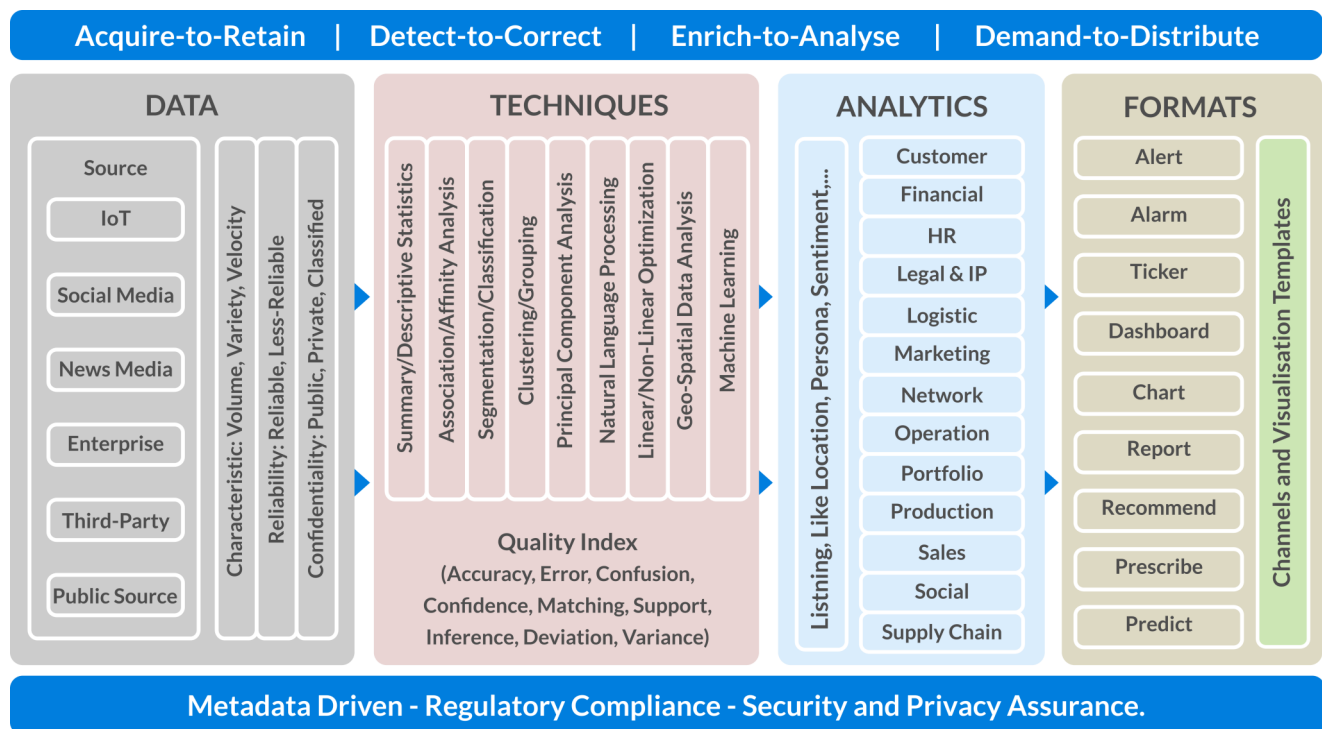 Acquire-to-Retain | Detect-to-Correct | Enrich-to-Analyse | Demand-to-Distribute
DATA
Source
IoT
Social Media
News Media
Enterprise
Third-Party
Public Source
Characteristic: Volume, Variety, Velocity
Reliability: Reliable, Less-Reliable
Confidentiality: Public, Private, Classified
TECHNIQUES
Summary/Descriptive Statistics
Association/Affinity Analysis
Segmentation/Classification
Clustering/Grouping
Principal Component Analysis
Natural Language Processing
Linear/Non-Linear Optimization
Geo-Spatial Data Analysis
Machine Learning
Quality Index
(Accuracy, Error, Confusion,
Confidence, Matching, Support,
Inference, Deviation, Variance)
ANALYTICS
Listning, Like Location, Persona, Sentiment,...
Customer
Financial
HR
Legal & IP
Logistic
Marketing
Network
Operation
Portfolio
Production
Sales
Social
Supply Chain
FORMATS
Alert
Alarm
Ticker
Dashboard
Chart
Report
Recommend
Prescribe
Predict
Channels and Visualisation Templates
Metadata Driven - Regulatory Compliance - Security and Privacy Assurance.